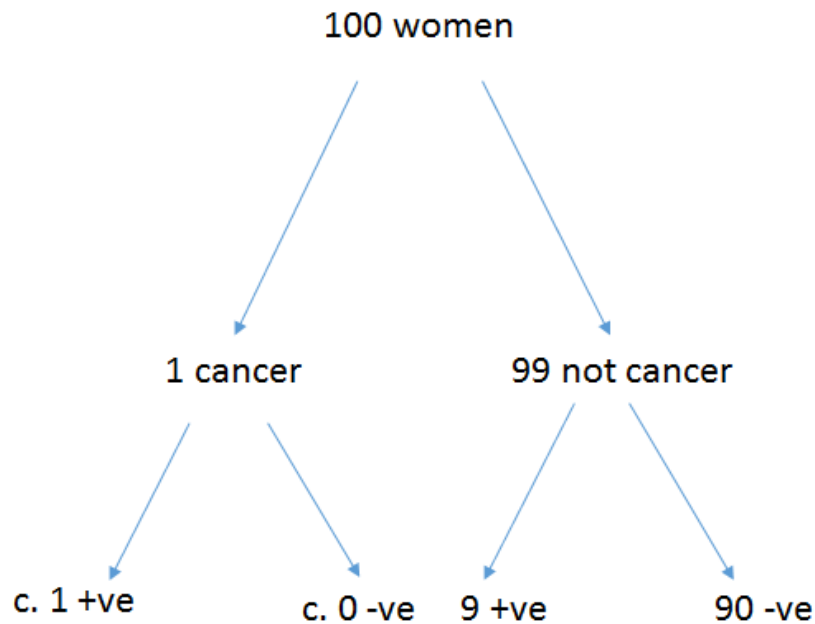 100 women
1 cancer
99 not cancer
c. 1 +ve
c. 0 -ve
9 +ve
90 -ve